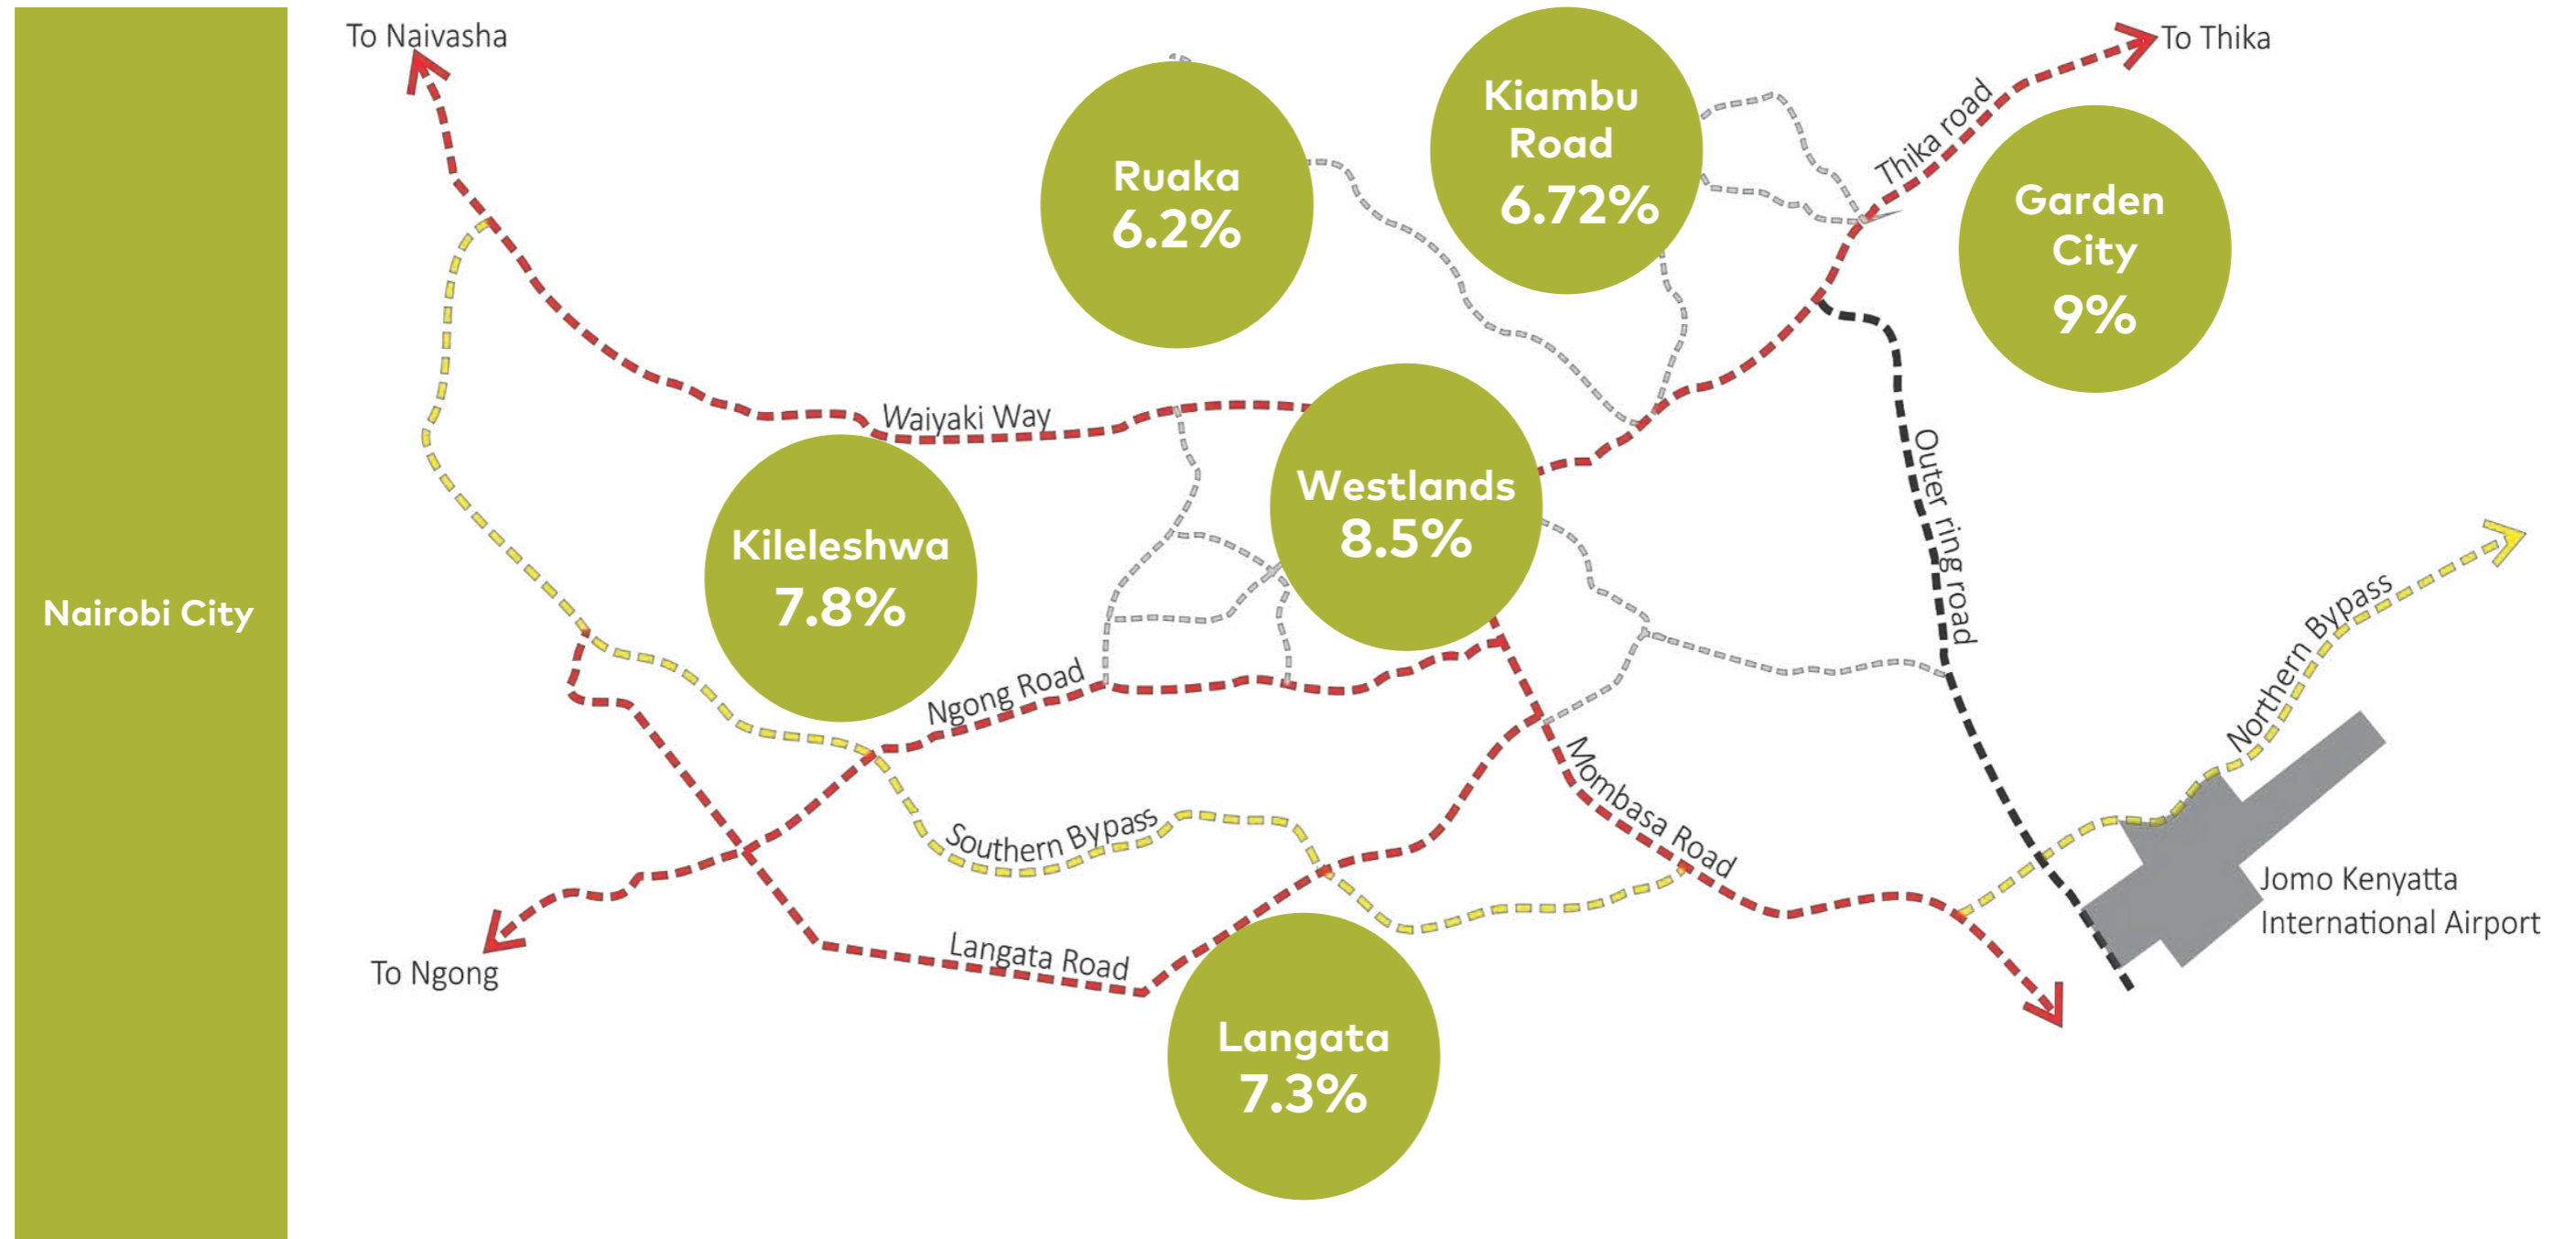 To Naivasha
To Thika
Kiambu
Road
6.72%
Thika road
Ruaka
6.2%
Garden
City
9%
Waiyaki Way
Westlands
8.5%
Outer ring road
Kileleshwa
7.8%
Nairobi City
Northern Bypass
Ngong Road
Mombasa Road
Southern Bypass
Jomo Kenyatta
International Airport
Langata Road
To Ngong
Langata
7.3%